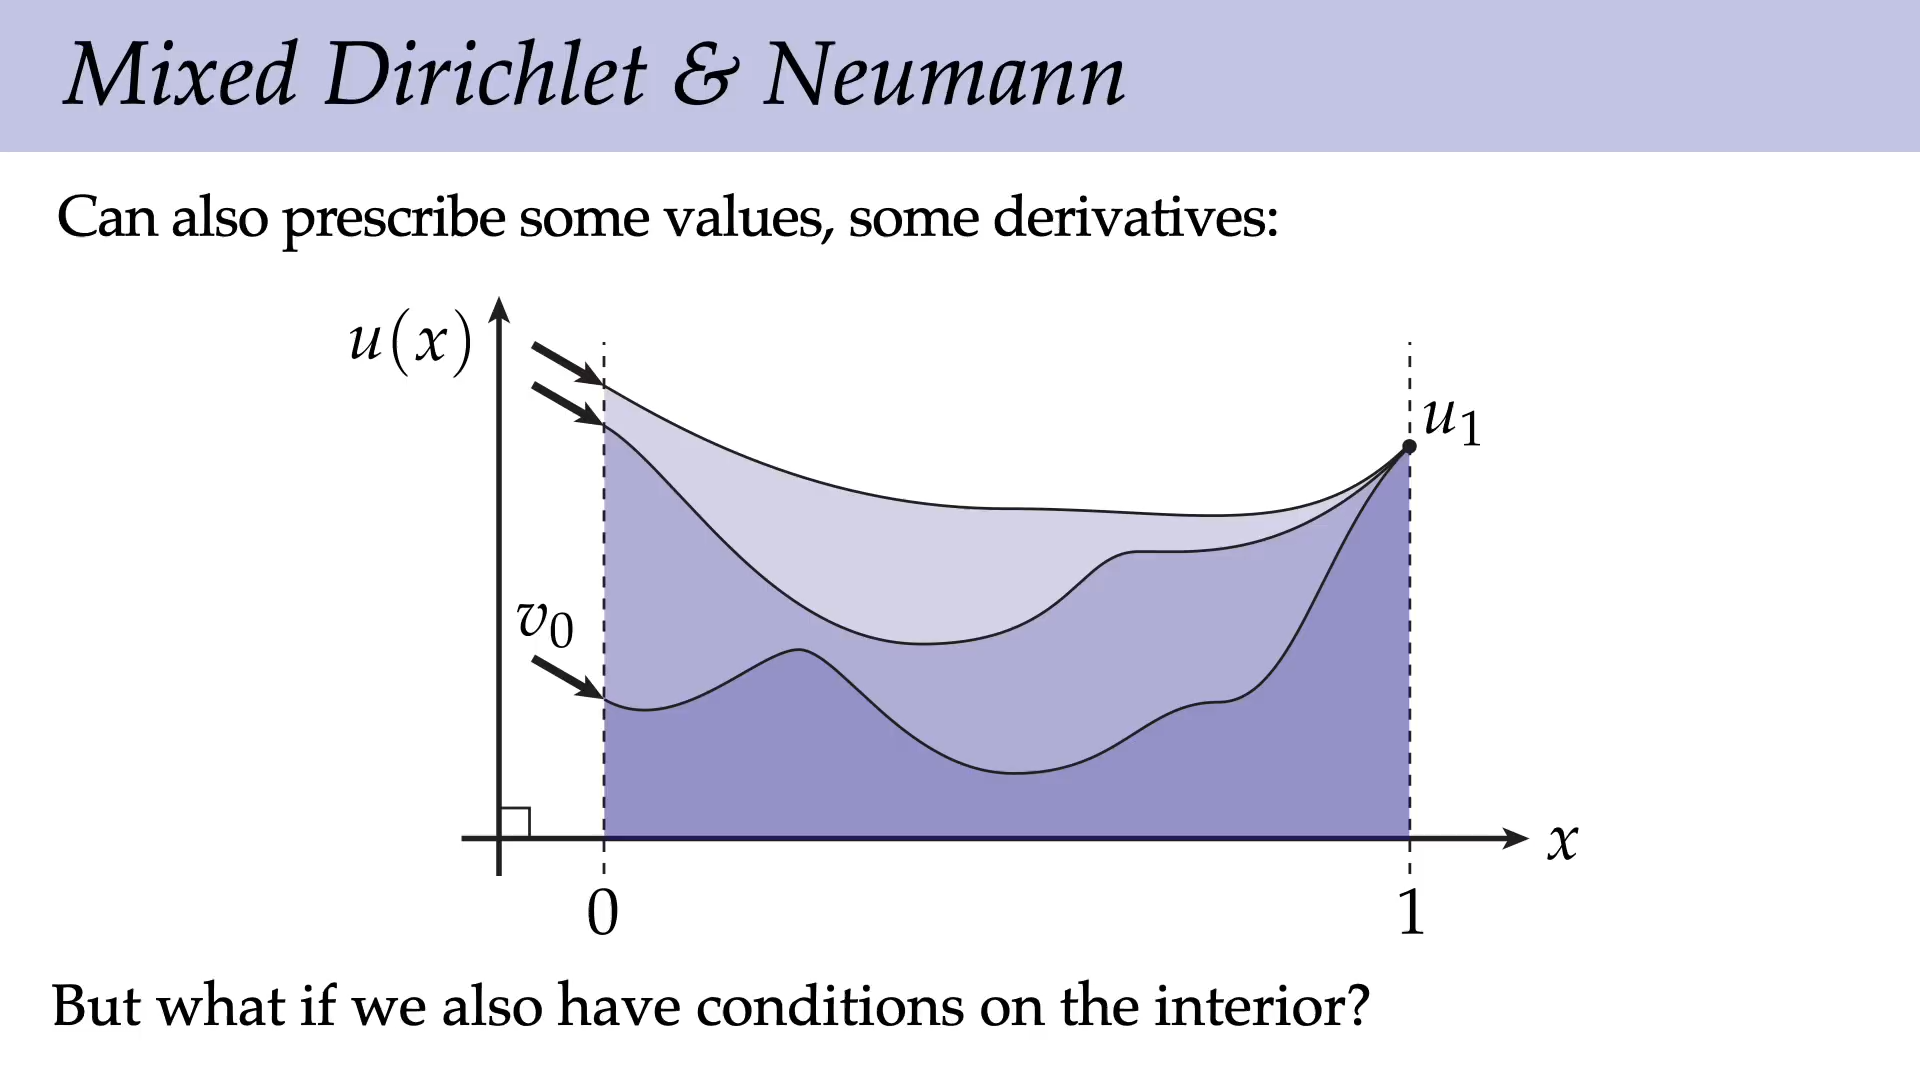 Mixed Dirichlet & Neumann
Can also prescribe some values, some derivatives:
u(x)
u₁
v₀
x
0
1
But what if we also have conditions on the interior?